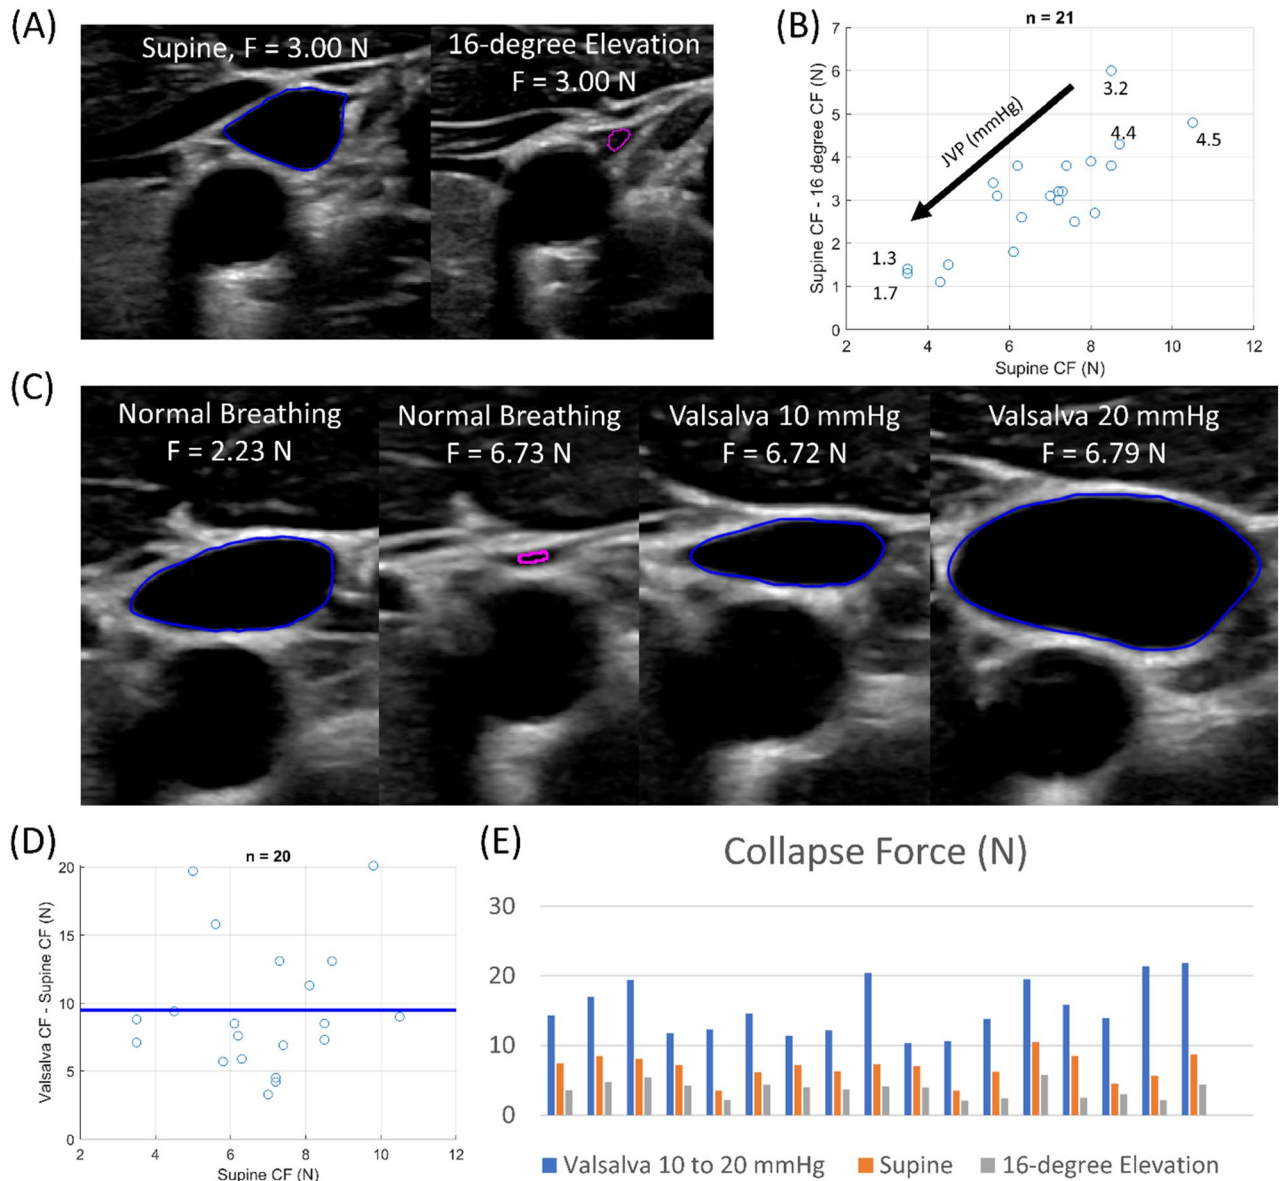 (A)
Supine, F = 3.00 N
16-degree Elevation
F = 3.00 N
(B)
n = 21
7
6
5
4
3
2
1
0
3.2
4.4
4.5
JVP (mmHg)
1.3
1.7
Supine CF - 16 degree CF (N)
2
4
6
8
10
12
Supine CF (N)
(C)
Normal Breathing
F = 2.23 N
Normal Breathing
F = 6.73 N
Valsalva 10 mmHg
F = 6.72 N
Valsalva 20 mmHg
F = 6.79 N
(D)
n = 20
20
15
10
5
0
Valsalva CF - Supine CF (N)
2
4
6
8
10
12
Supine CF (N)
(E)
Collapse Force (N)
30
20
10
0
Valsalva 10 to 20 mmHg
Supine
16-degree Elevation